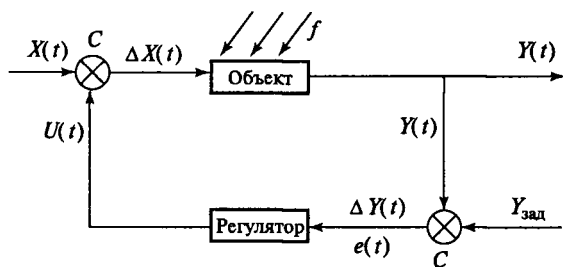 C
f
X(t)
ΔX(t)
Объект
Y(t)
U(t)
Y(t)
Регулятор
ΔY(t)
e(t)
Yзад
C